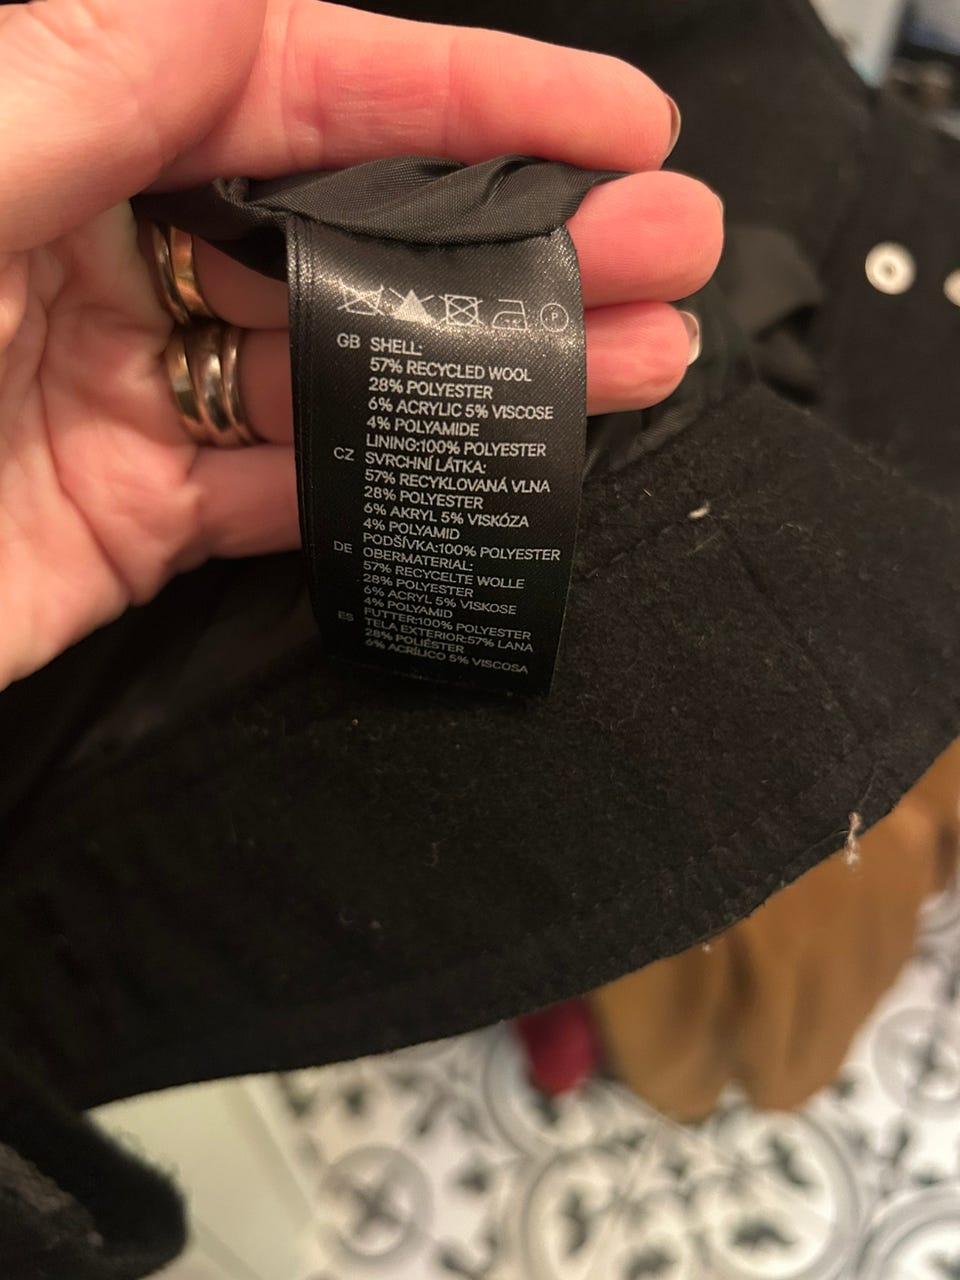 P
GB SHELL:
57% RECYCLED WOOL
28% POLYESTER
6% ACRYLIC 5% VISCOSE
4% POLYAMIDE
LINING:100% POLYESTER
CZ SVRCHNÍ LÁTKA:
57% RECYKLOVANÁ VLNA
28% POLYESTER
6% AKRYL 5% VISKÓZA
4% POLYAMID
PODŠÍVKA:100% POLYESTER
DE OBERMATERIAL:
57% RECYCELTE WOLLE
28% POLYESTER
6% ACRYL 5% VISKOSE
4% POLYAMID
FUTTER:100% POLYESTER
ES TELA EXTERIOR:57% LANA
28% POLIÉSTER
6% ACRÍLICO 5% VISCOSA